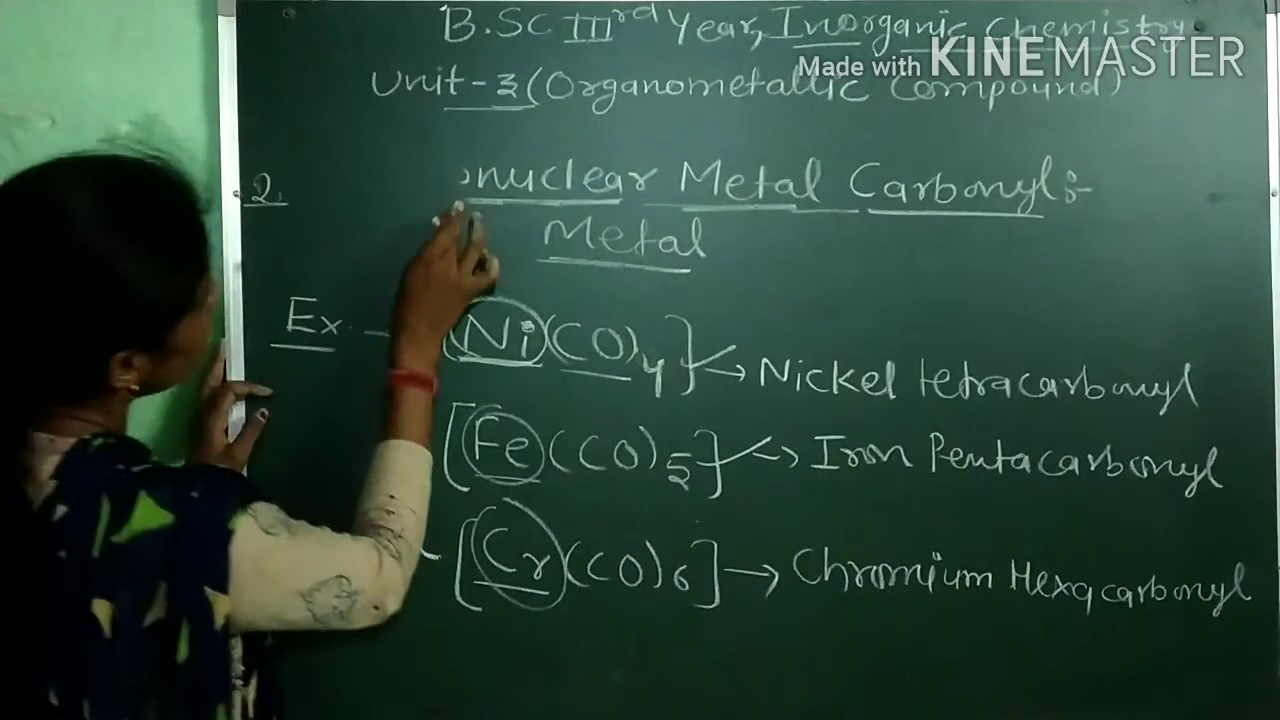 B.Sc IIIrd Year, Inorganic Chemistry
Made with KINEMASTER
Unit-3 (Organometallic Compound)
2. onuclear Metal Carbonyl:-
Metal
Ex. - (Ni(CO)4] → Nickel tetracarbonyl
[Fe(CO)5] → Iron Pentacarbonyl
- [Cr(CO)6] → Chromium Hexacarbonyl